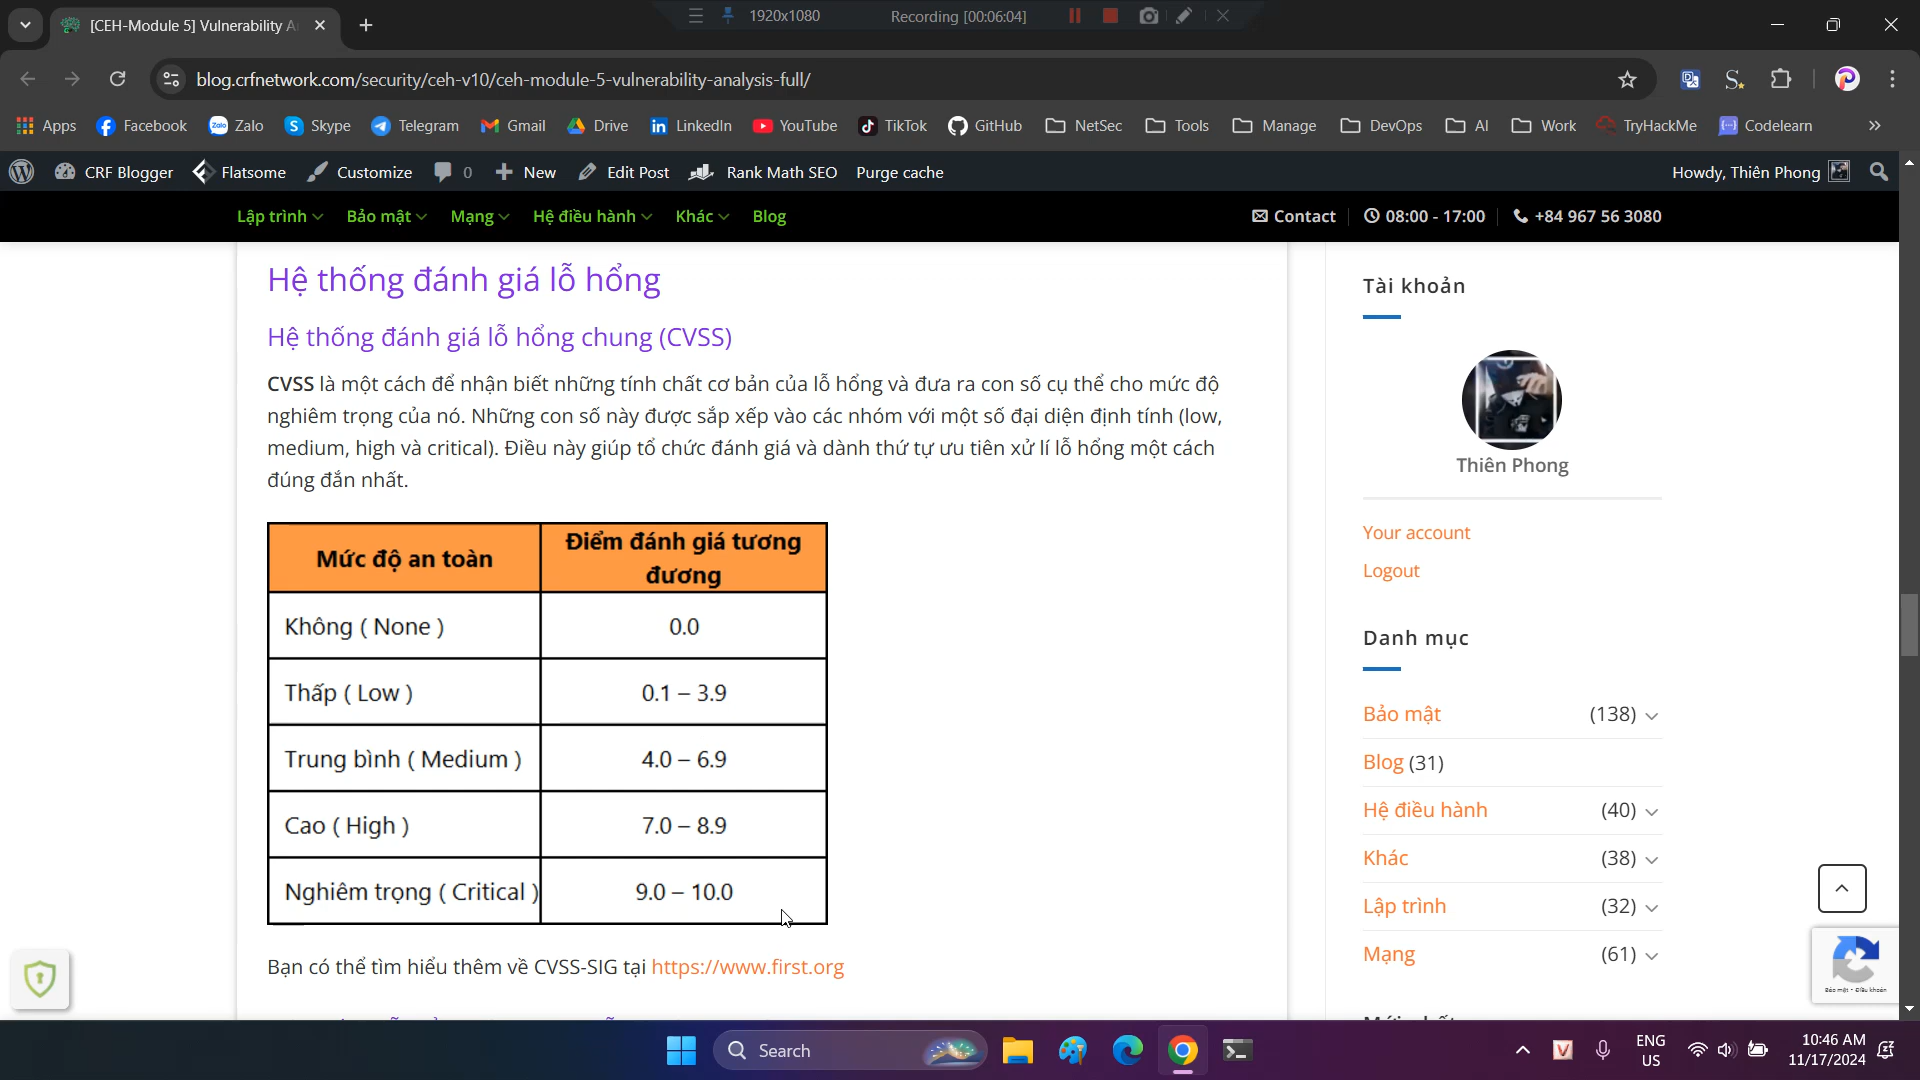 [CEH-Module 5] Vulnerability A
1920x1080
Recording [00:06:04]
blog.crfnetwork.com/security/ceh-v10/ceh-module-5-vulnerability-analysis-full/
Apps
Facebook
Zalo
Skype
Telegram
Gmail
Drive
LinkedIn
YouTube
TikTok
GitHub
NetSec
Tools
Manage
DevOps
AI
Work
TryHackMe
Codelearn
CRF Blogger
Flatsome
Customize
0
New
Edit Post
Rank Math SEO
Purge cache
Howdy, Thiên Phong
Lập trình
Bảo mật
Mạng
Hệ điều hành
Khác
Blog
Contact
08:00 - 17:00
+84 967 56 3080
Hệ thống đánh giá lỗ hổng
Hệ thống đánh giá lỗ hổng chung (CVSS)
CVSS là một cách để nhận biết những tính chất cơ bản của lỗ hổng và đưa ra con số cụ thể cho mức độ
nghiêm trọng của nó. Những con số này được sắp xếp vào các nhóm với một số đại diện định tính (low,
medium, high và critical). Điều này giúp tổ chức đánh giá và dành thứ tự ưu tiên xử lí lỗ hổng một cách
đúng đắn nhất.
Mức độ an toàn
Điểm đánh giá tương
đương
Không ( None )
0.0
Thấp ( Low )
0.1 – 3.9
Trung bình ( Medium )
4.0 – 6.9
Cao ( High )
7.0 – 8.9
Nghiêm trọng ( Critical )
9.0 – 10.0
Bạn có thể tìm hiểu thêm về CVSS-SIG tại https://www.first.org
Tài khoản
Thiên Phong
Your account
Logout
Danh mục
Bảo mật (138)
Blog (31)
Hệ điều hành (40)
Khác (38)
Lập trình (32)
Mạng (61)
Bảo mật - Điều khoản
Search
ENG
US
10:46 AM
11/17/2024